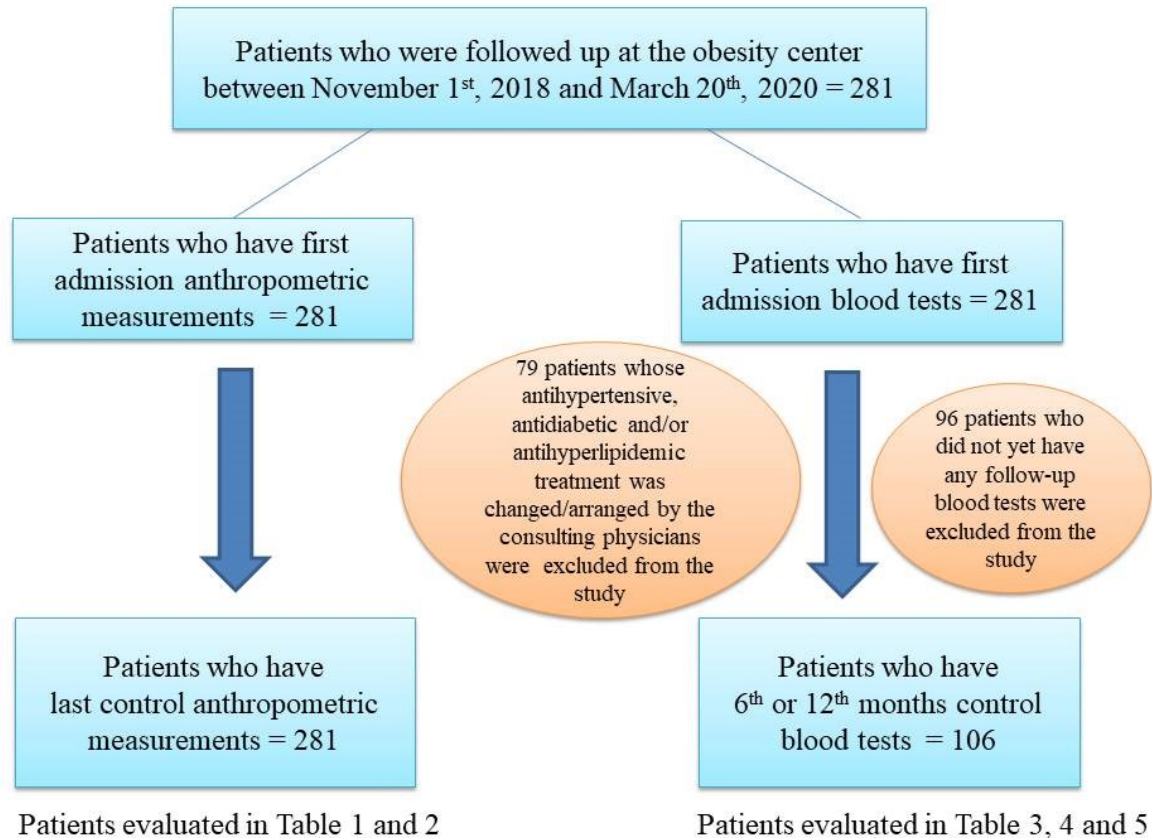 Patients who were followed up at the obesity center
between November 1st, 2018 and March 20th, 2020 = 281
Patients who have first
admission anthropometric
measurements = 281
Patients who have first
admission blood tests = 281
79 patients whose
antihypertensive,
antidiabetic and/or
antihyperlipidemic
treatment was
changed/arranged by the
consulting physicians
were excluded from the
study
96 patients who
did not yet have
any follow-up
blood tests were
excluded from the
study
Patients who have
last control anthropometric
measurements = 281
Patients who have
6th or 12th months control
blood tests = 106
Patients evaluated in Table 1 and 2
Patients evaluated in Table 3, 4 and 5